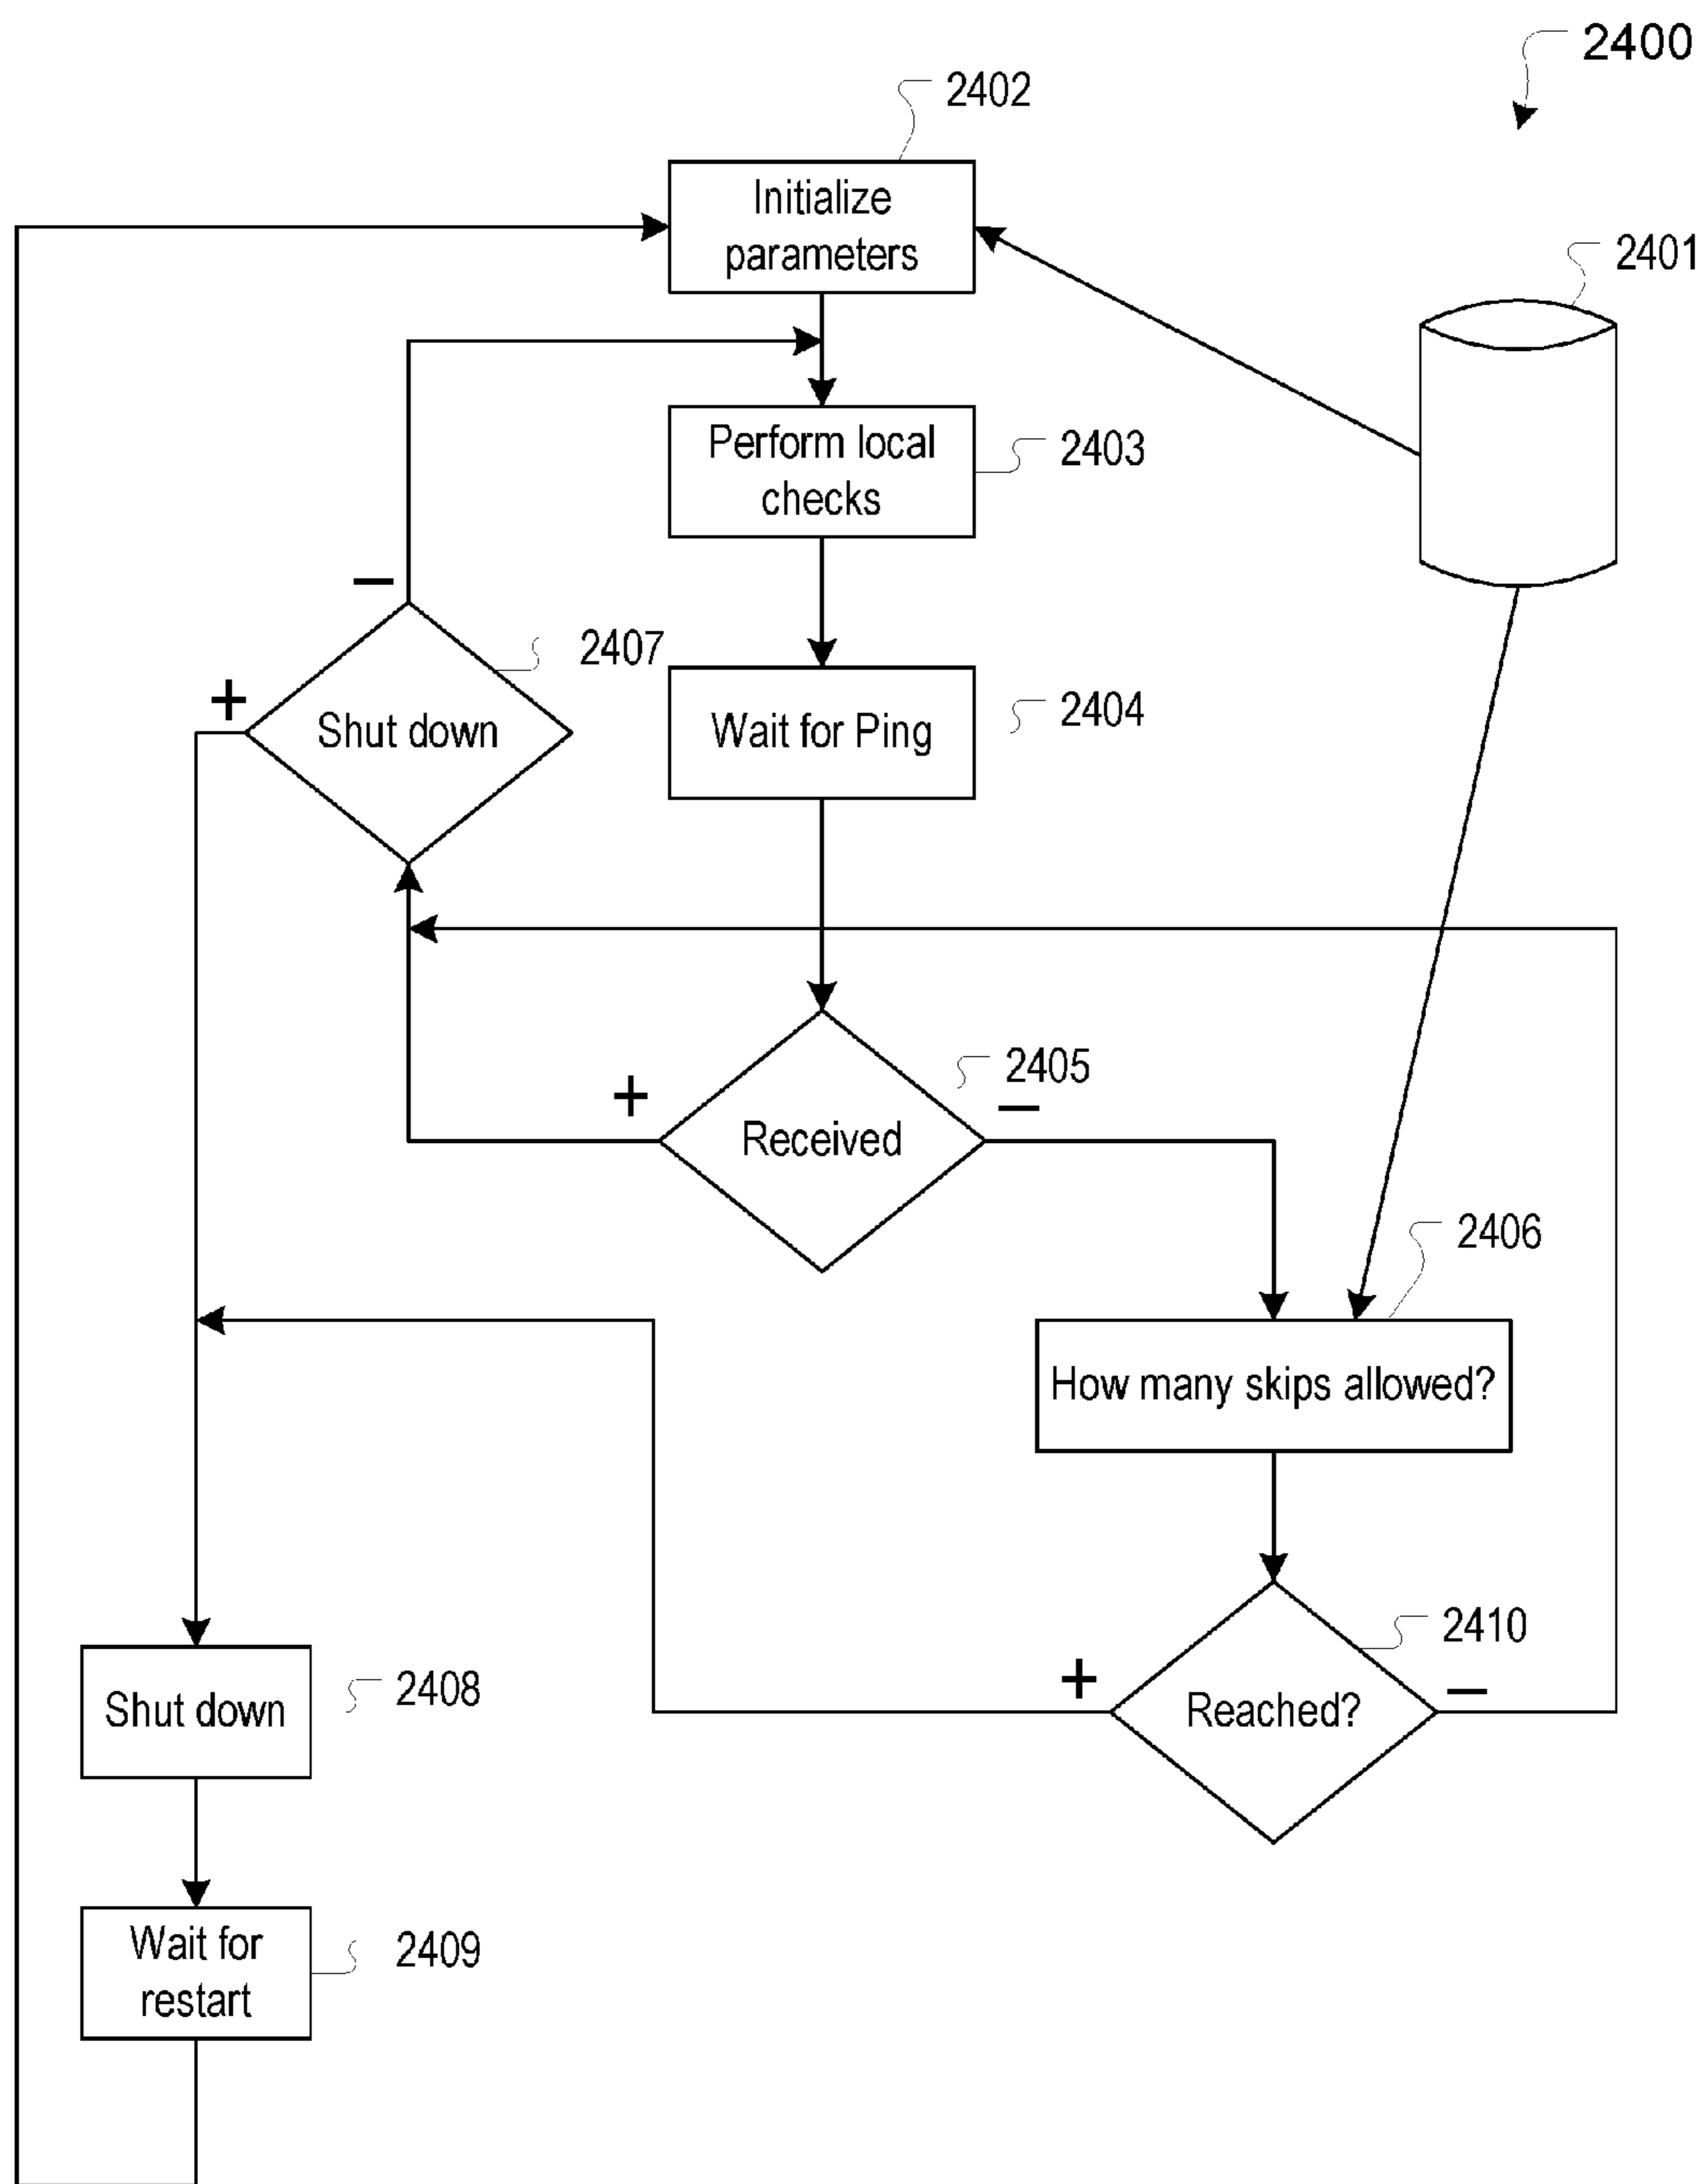 2400
2402
Initialize
parameters
2401
Perform local
checks
2403
−
2407
+
Shut down
Wait for Ping
2404
2405
+
−
Received
2406
How many skips allowed?
2410
+
−
Reached?
Shut down
2408
Wait for
restart
2409